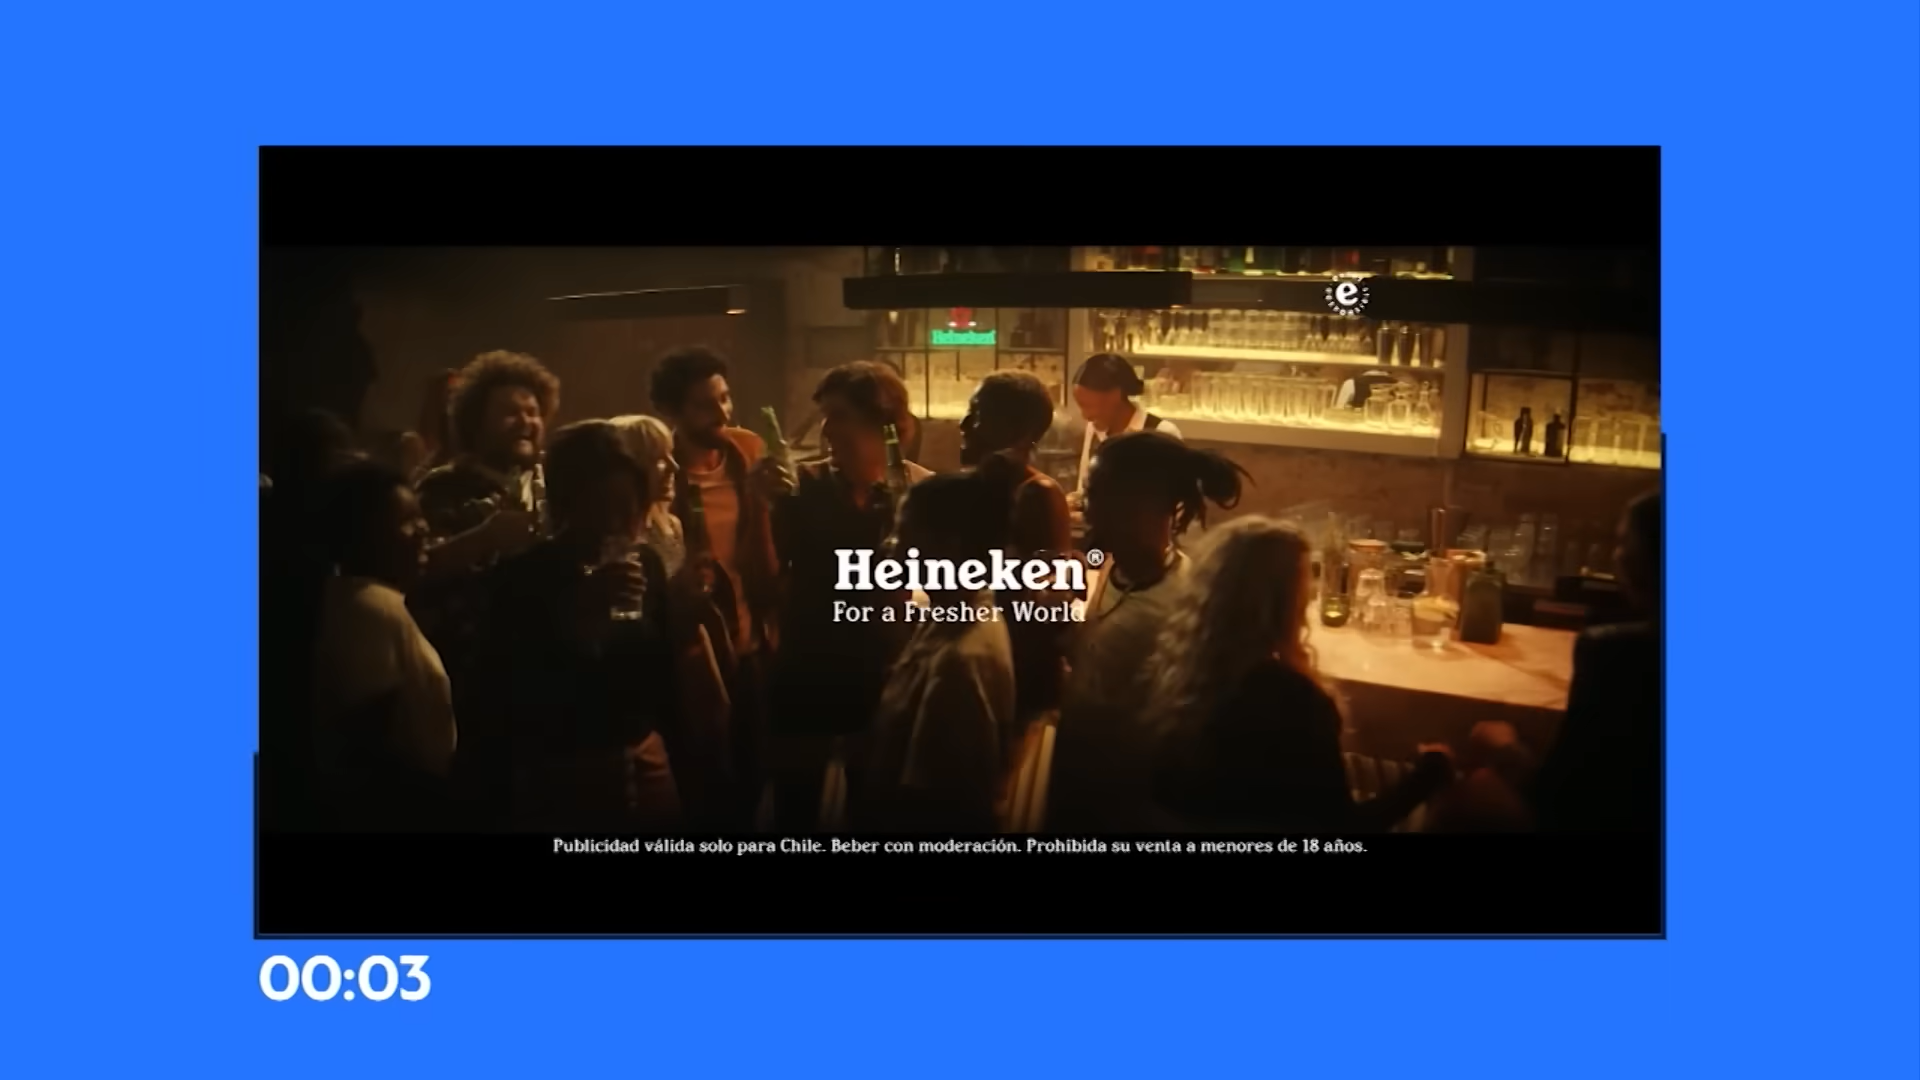 Heineken
e
Heineken®
For a Fresher World
Publicidad válida solo para Chile. Beber con moderación. Prohibida su venta a menores de 18 años.
00:03